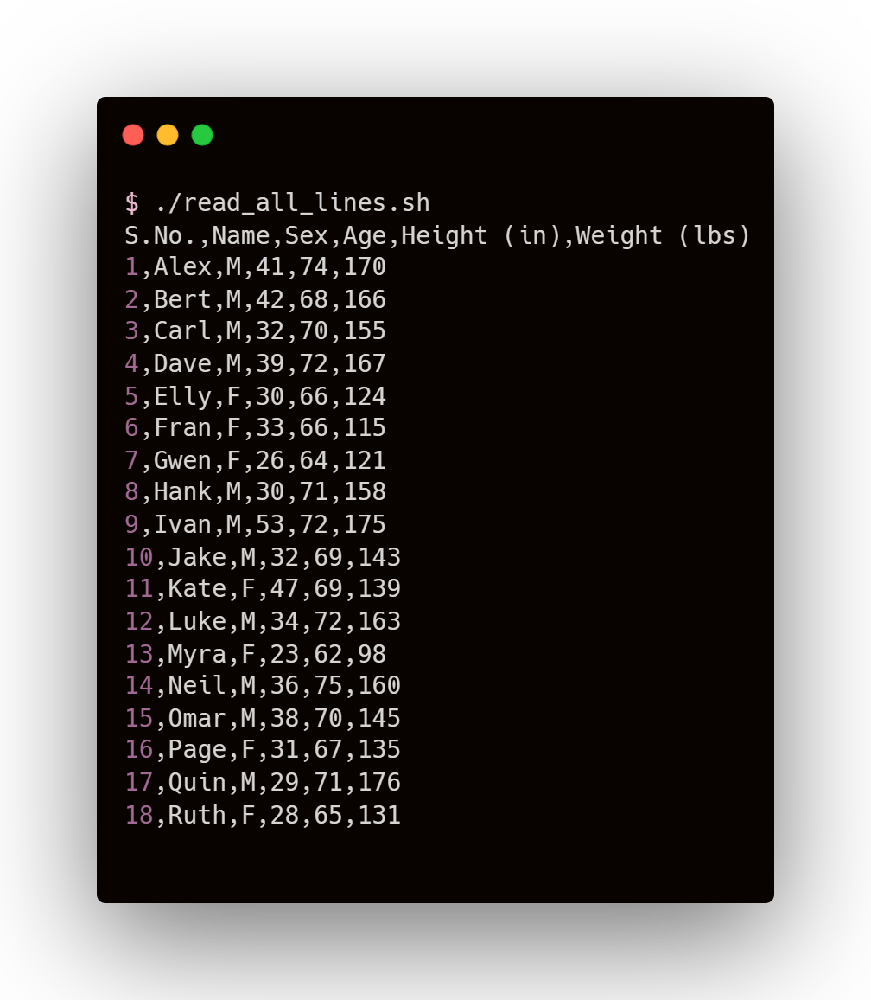 $ ./read_all_lines.sh
S.No.,Name,Sex,Age,Height (in),Weight (lbs)
1,Alex,M,41,74,170
2,Bert,M,42,68,166
3,Carl,M,32,70,155
4,Dave,M,39,72,167
5,Elly,F,30,66,124
6,Fran,F,33,66,115
7,Gwen,F,26,64,121
8,Hank,M,30,71,158
9,Ivan,M,53,72,175
10,Jake,M,32,69,143
11,Kate,F,47,69,139
12,Luke,M,34,72,163
13,Myra,F,23,62,98
14,Neil,M,36,75,160
15,Omar,M,38,70,145
16,Page,F,31,67,135
17,Quin,M,29,71,176
18,Ruth,F,28,65,131